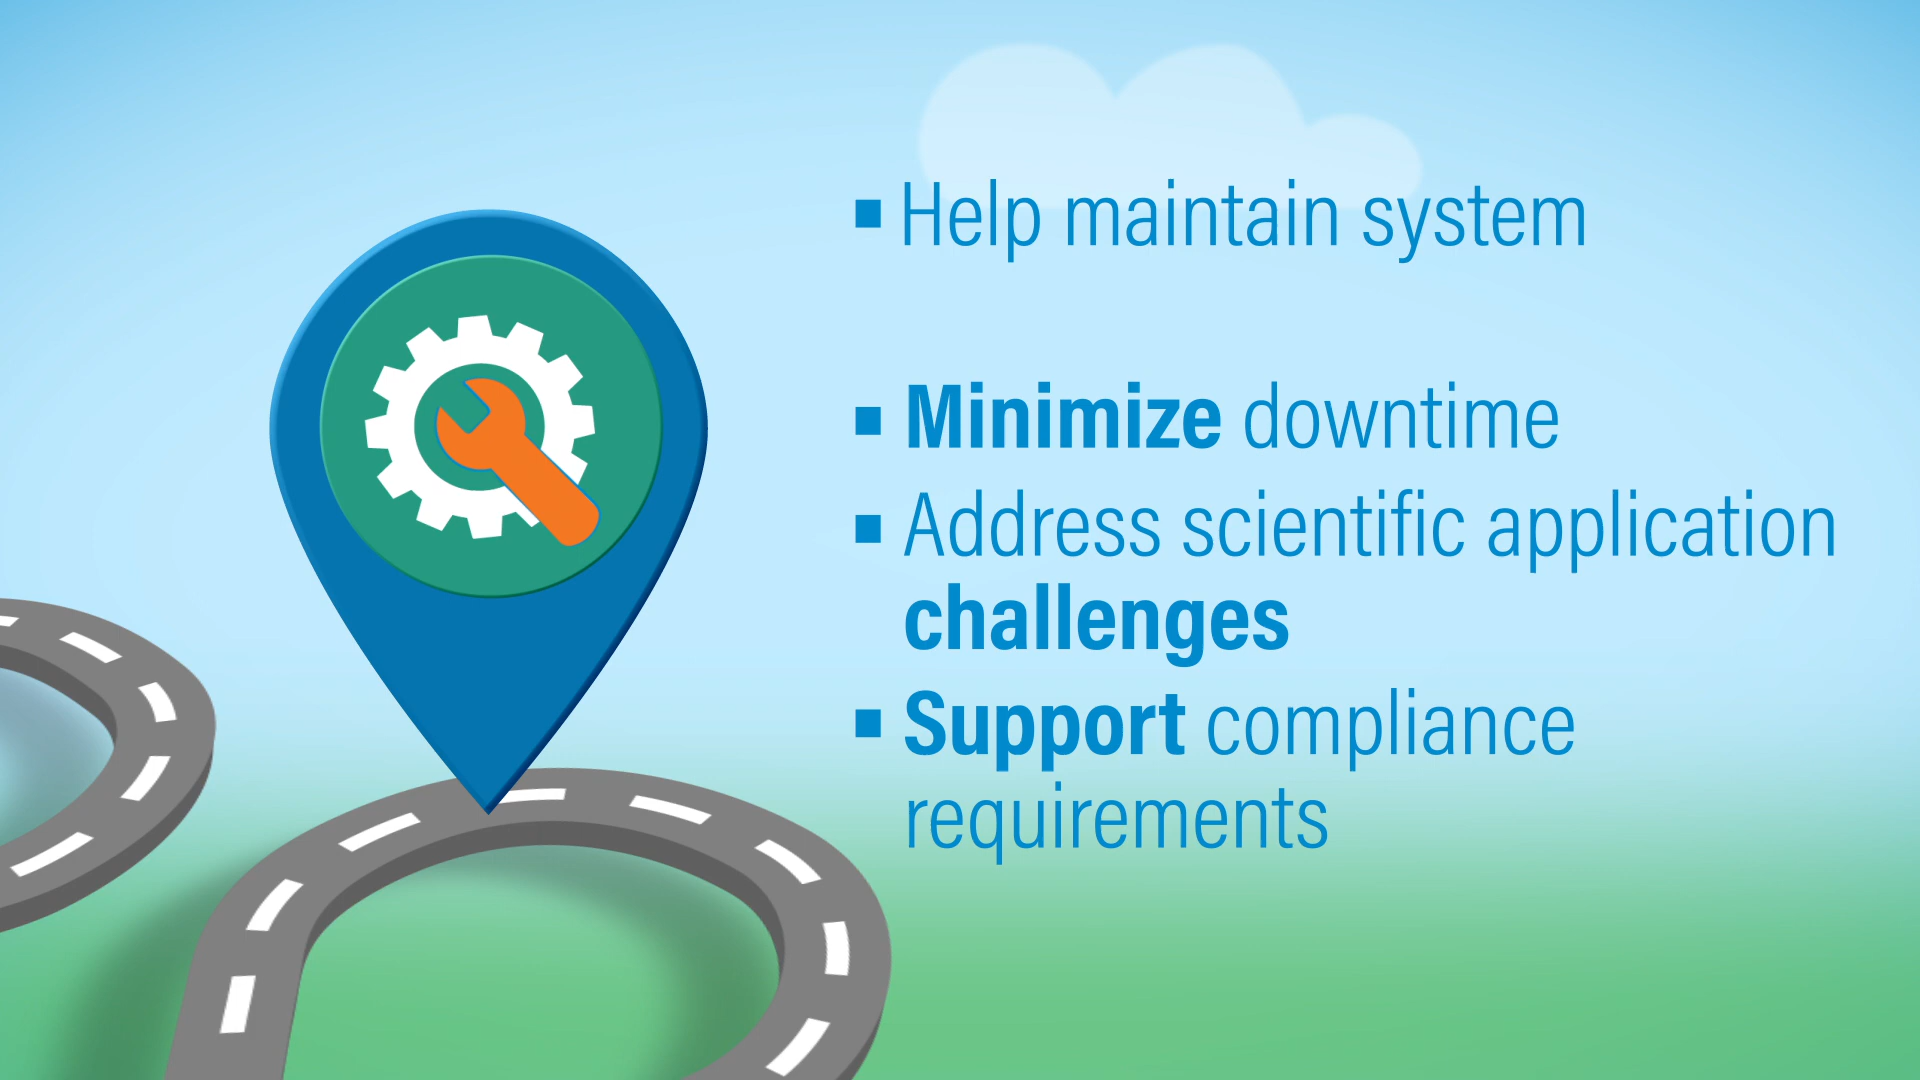 ▪ Help maintain system
▪ Minimize downtime
▪ Address scientific application
challenges
▪ Support compliance
requirements